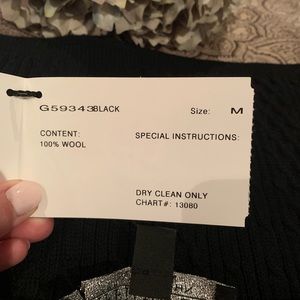 G59343BLACK Size: M
CONTENT: SPECIAL INSTRUCTIONS:
100% WOOL
DRY CLEAN ONLY
CHART#: 13080